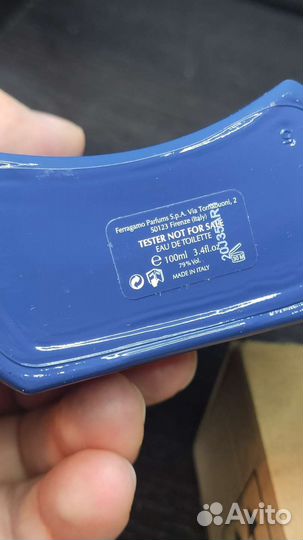 Ferragamo Parfums S.p.A. Via Tornabuoni, 2
50123 Firenze (Italy)
TESTER NOT FOR SALE
EAU DE TOILETTE
℮ 100ml 3.4fl.oz
79% Vol.
MADE IN ITALY
36 M
Avito